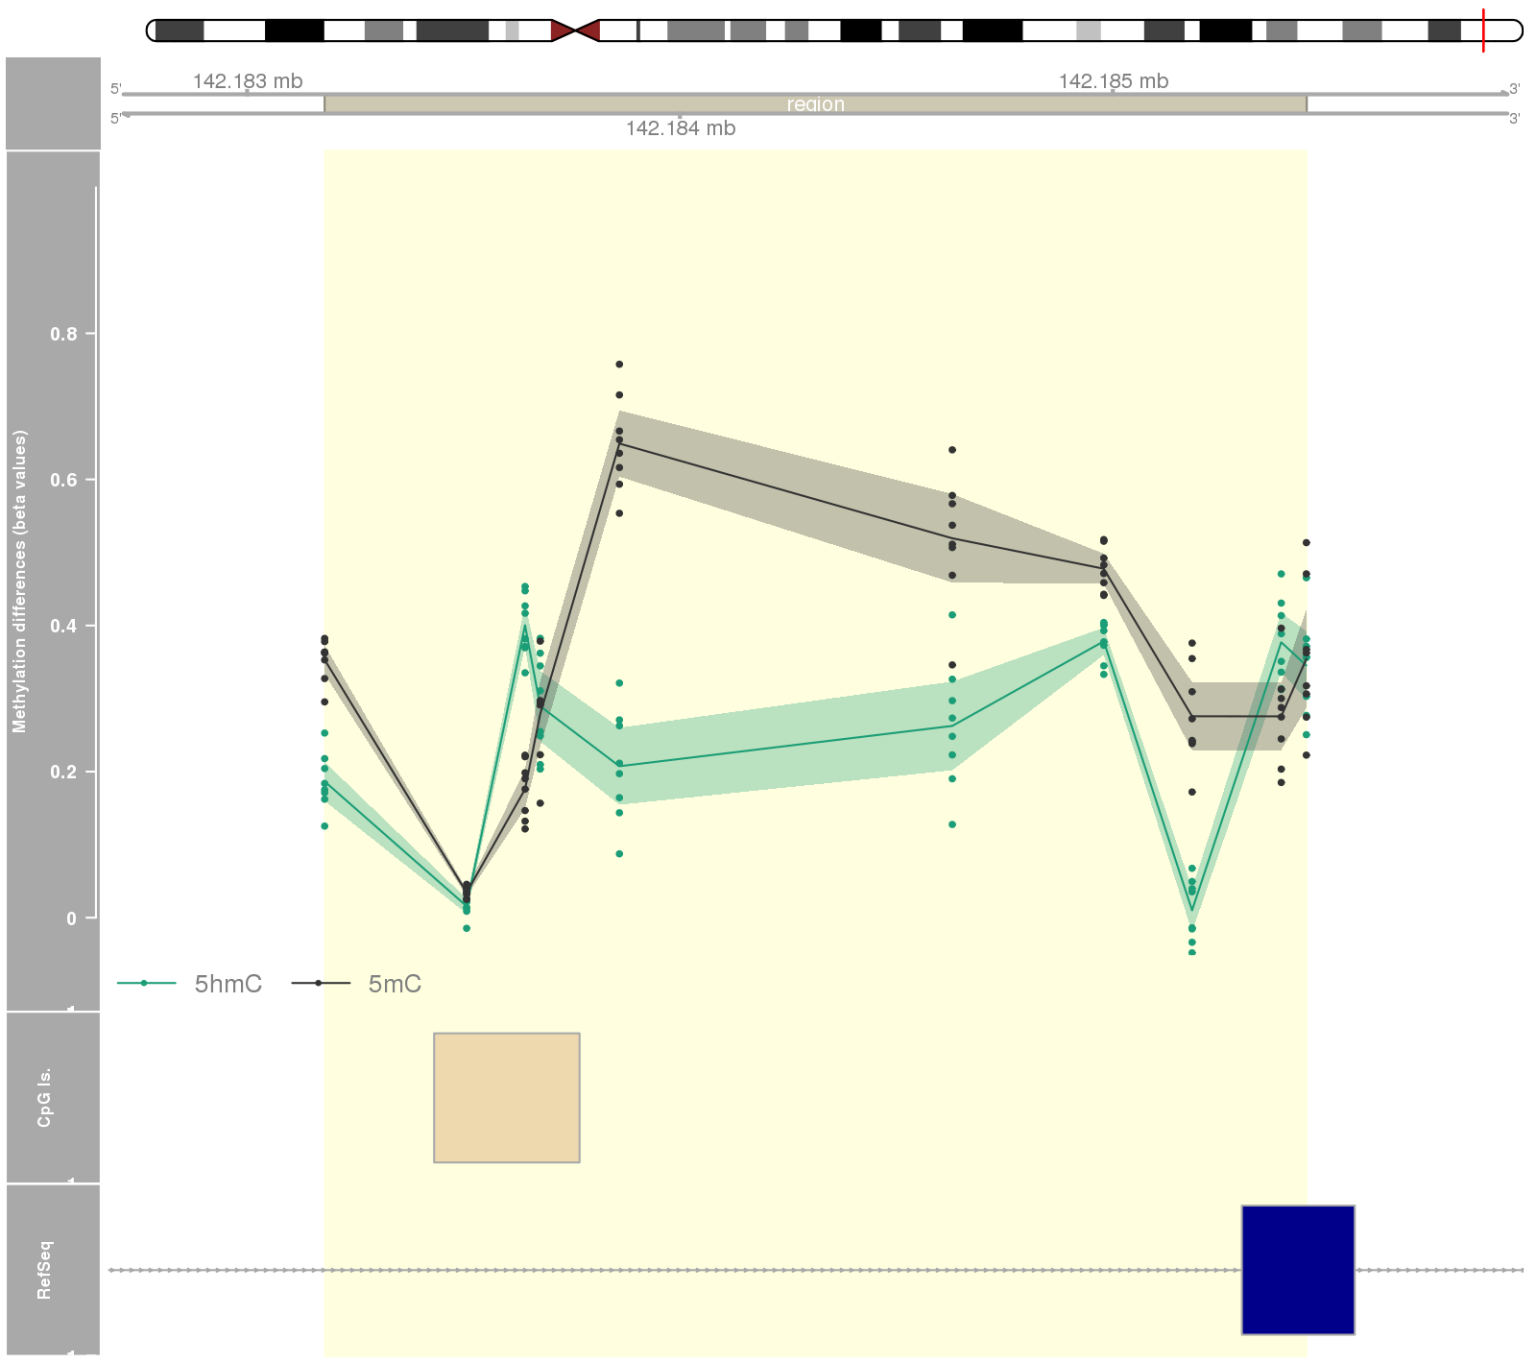 142.183 mb
142.185 mb
5'
3'
region
5'
3'
142.184 mb
Methylation differences (beta values)
0.8
0.6
0.4
0.2
0
5hmC
5mC
CpG Is.
RefSeq